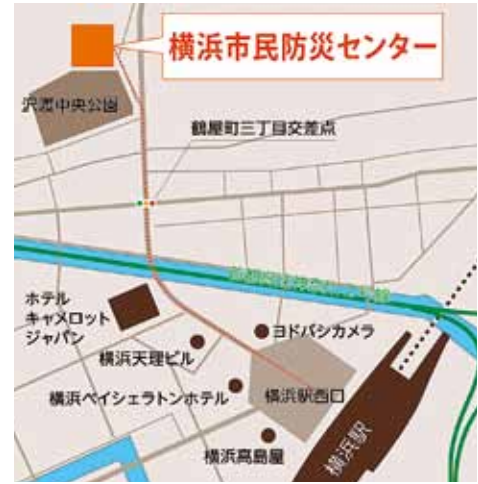 横浜市民防災センター
沢渡中央公園
鶴屋町三丁目交差点
ホテル
キャメロット
ジャパン
ヨドバシカメラ
横浜天理ビル
横浜ベイシェラトンホテル
横浜駅西口
横浜高島屋
横浜駅